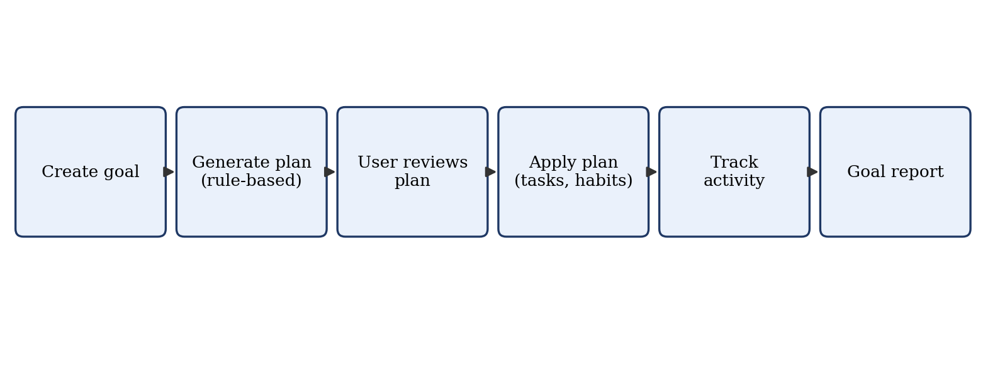 Create goal
Generate plan
(rule-based)
User reviews
plan
Apply plan
(tasks, habits)
Track
activity
Goal report